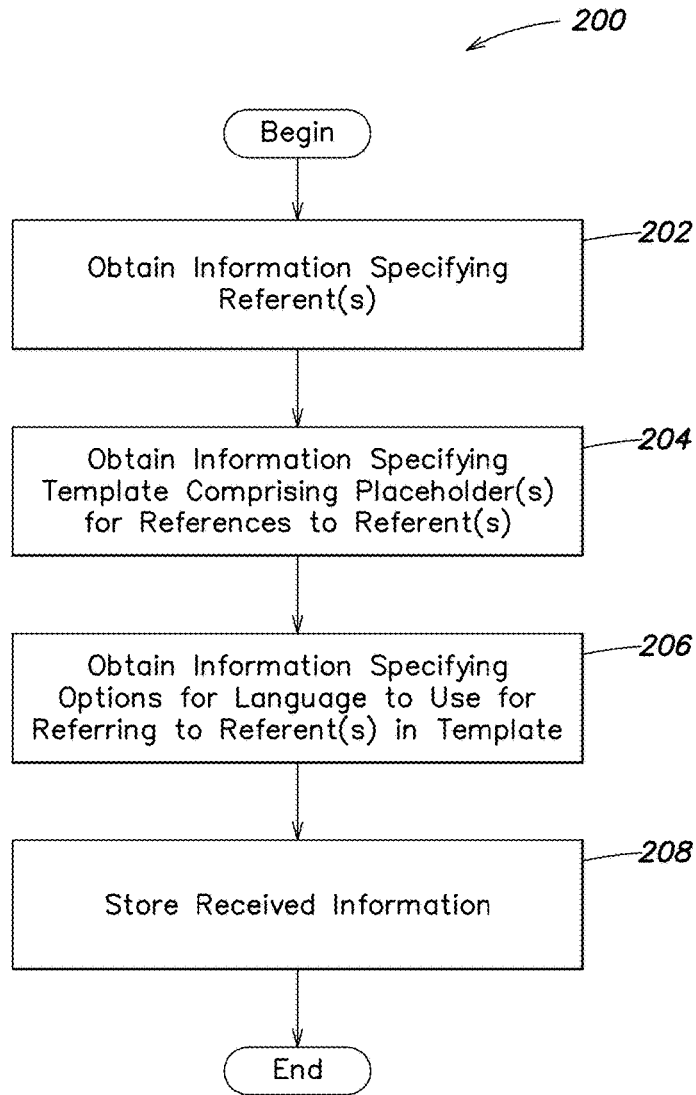 200
Begin
202
Obtain Information Specifying
Referent(s)
204
Obtain Information Specifying
Template Comprising Placeholder(s)
for References to Referent(s)
206
Obtain Information Specifying
Options for Language to Use for
Referring to Referent(s) in Template
208
Store Received Information
End